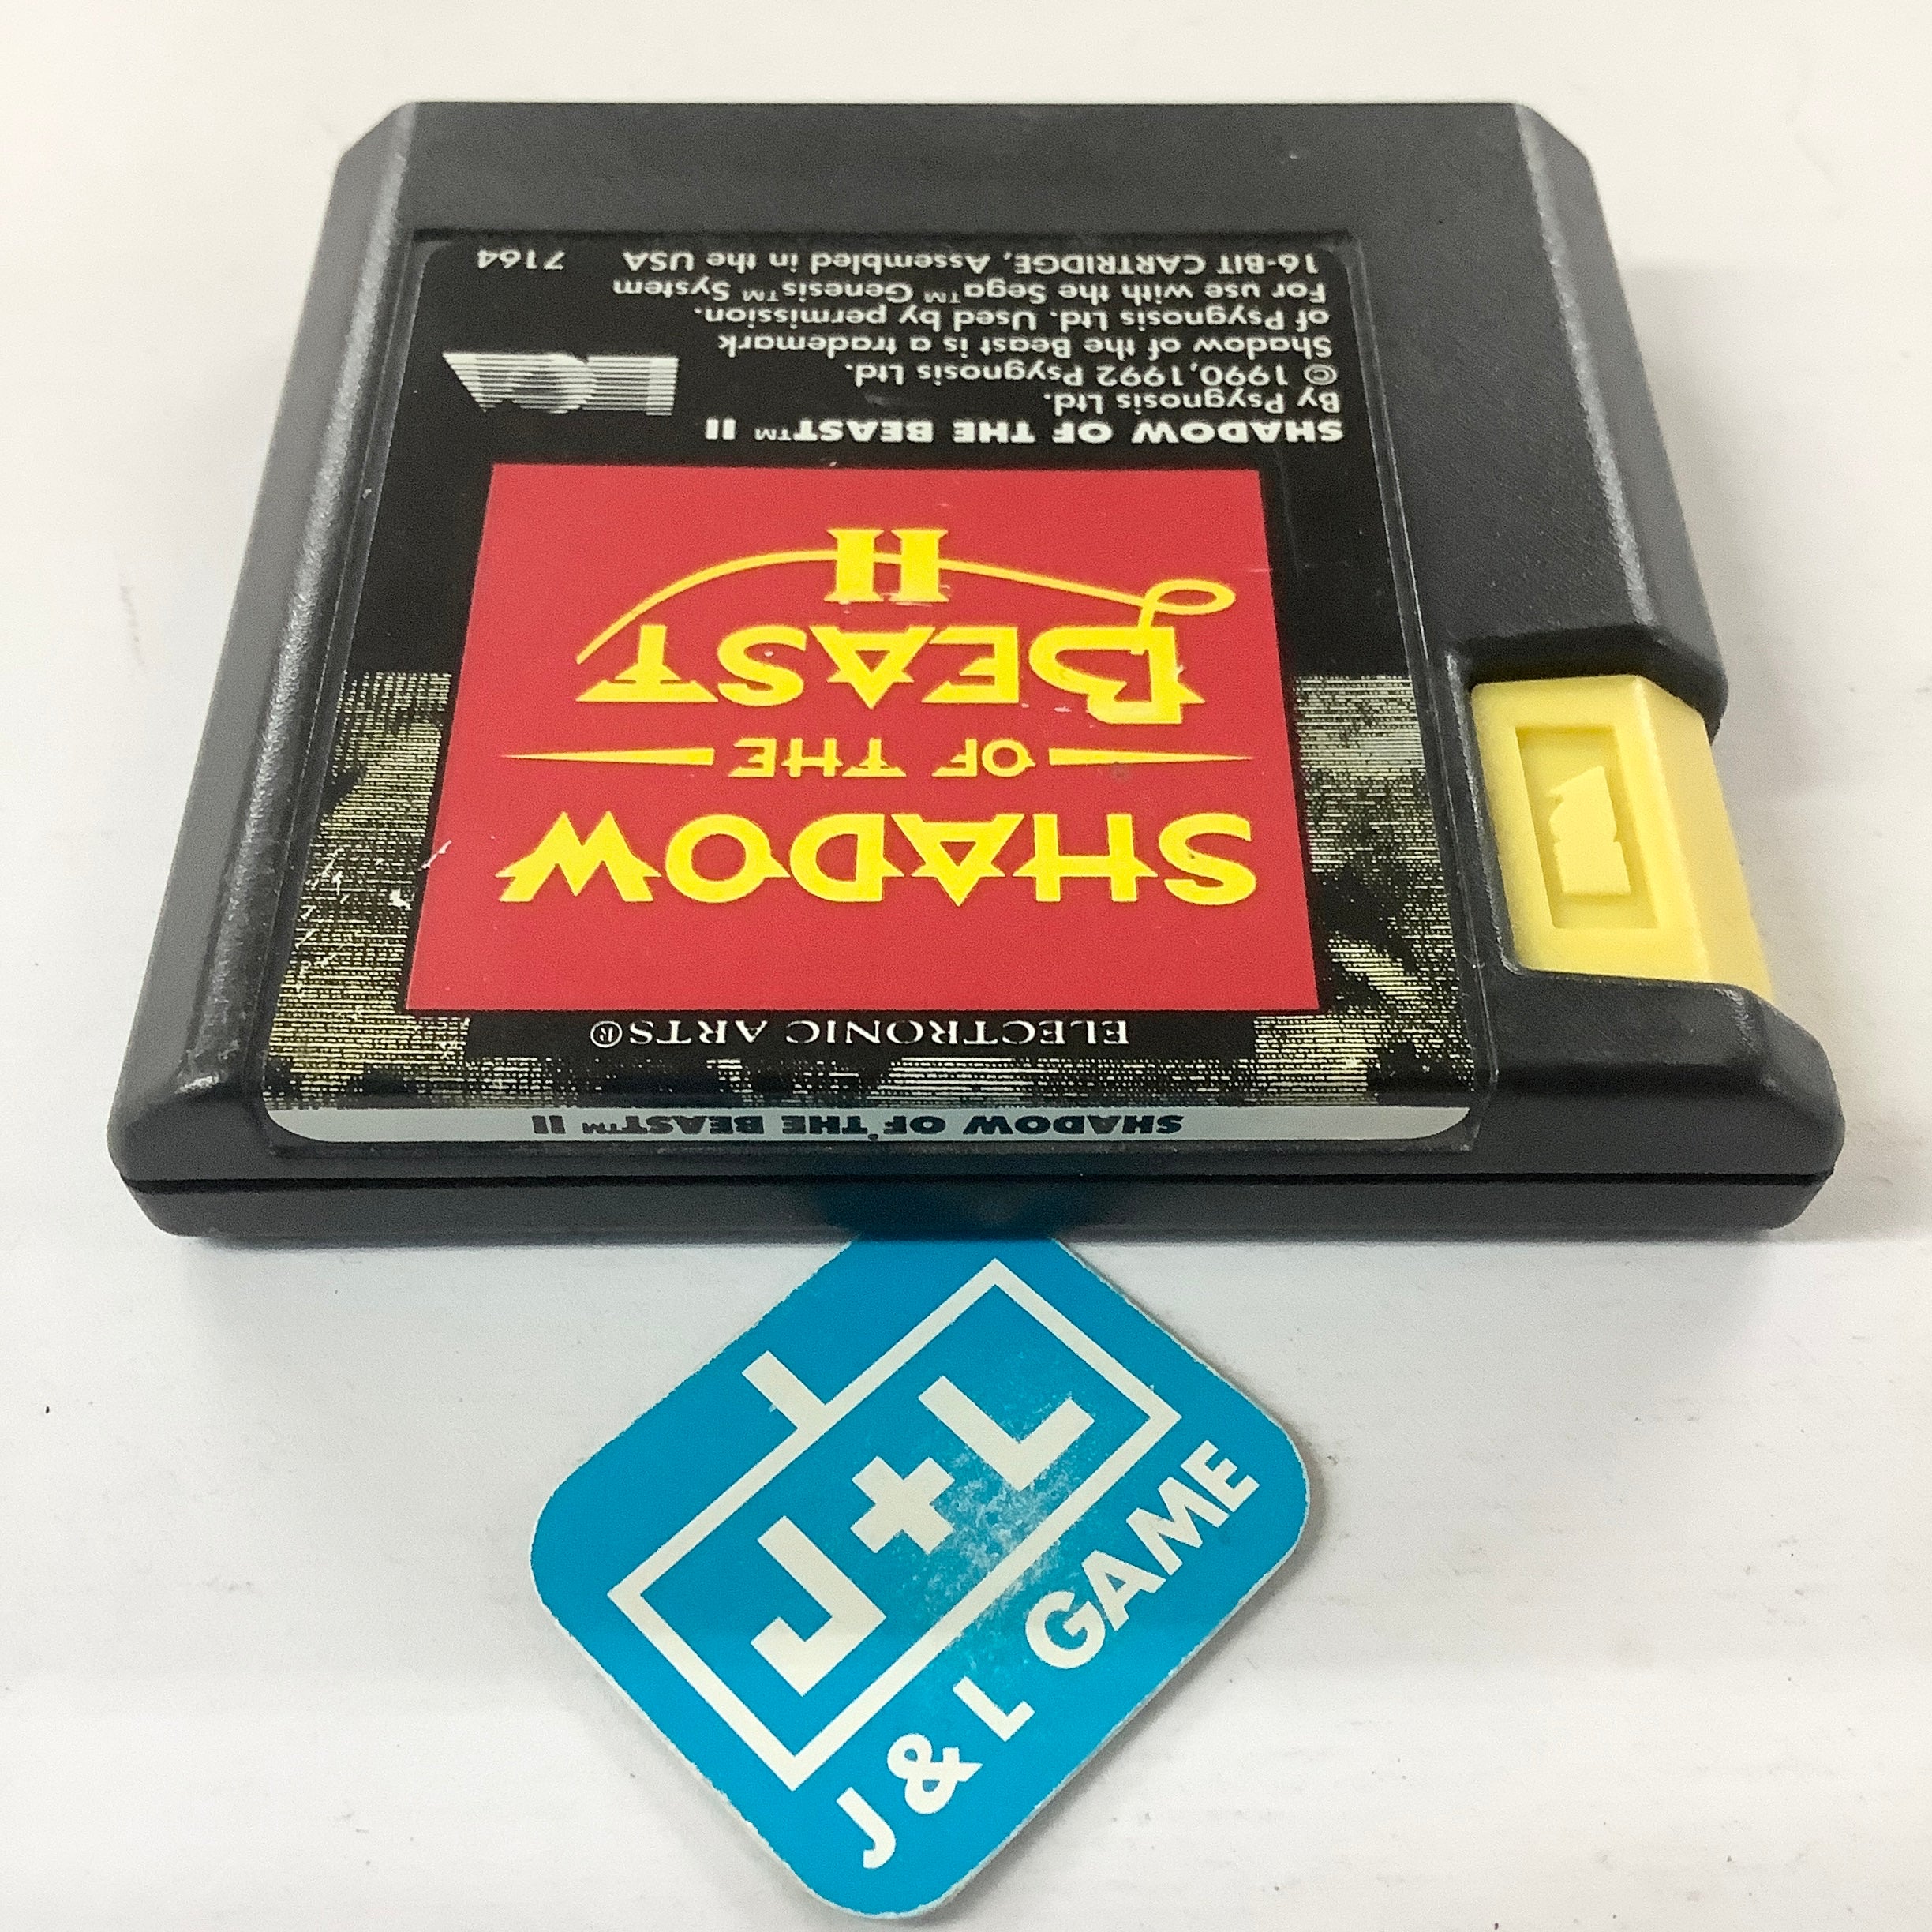 SHADOW OF THE BEAST™ II
ELECTRONIC ARTS®
SHADOW
OF THE
BEAST
II
SHADOW OF THE BEAST™ II
By Psygnosis Ltd.
© 1990,1992 Psygnosis Ltd.
Shadow of the Beast is a trademark
of Psygnosis Ltd. Used by permission.
For use with the Sega™ Genesis™ System
16-BIT CARTRIDGE, Assembled in the USA 7164
EA
J+L
J & L GAME